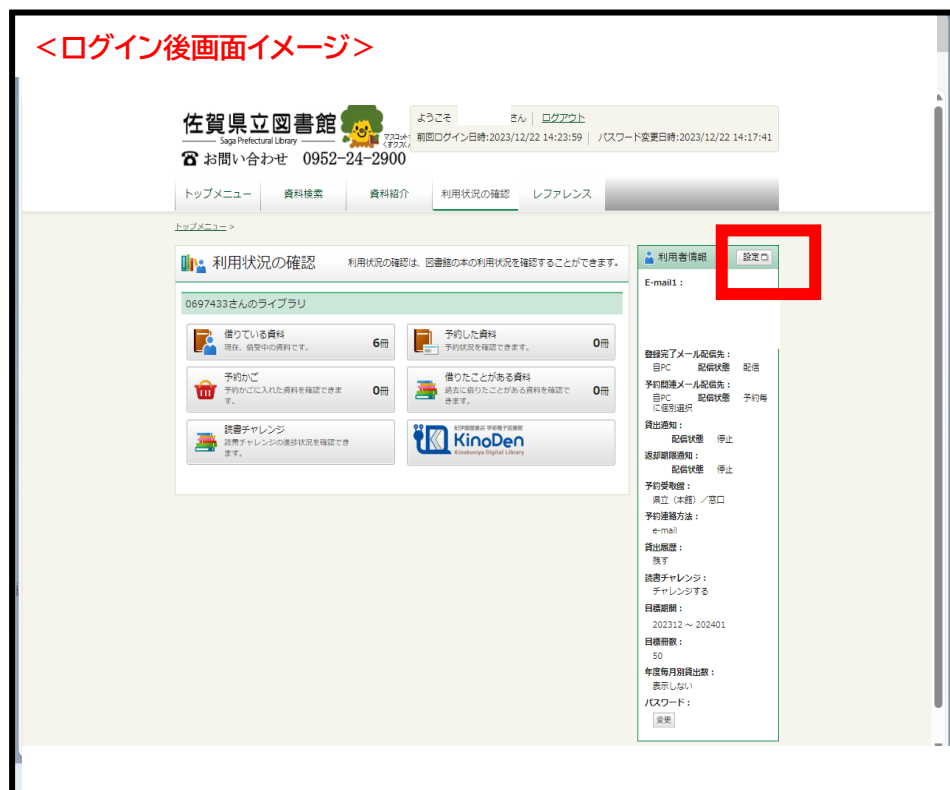 ＜ログイン後画面イメージ＞
佐賀県立図書館
Saga Prefectural Library
ようこそ さん | ログアウト
前回ログイン日時:2023/12/22 14:23:59 | パスワード変更日時:2023/12/22 14:17:41
お問い合わせ 0952-24-2900
トップメニュー 資料検索 資料紹介 利用状況の確認 レファレンス
トップメニュー >
利用状況の確認 利用状況の確認は、図書館の本の利用状況を確認することができます。
0697433さんのライブラリ
借りている資料
現在、借受中の資料です。
6冊
予約した資料
予約状況を確認できます。
0冊
予約かご
予約かごに入れた資料を確認できま
す。
0冊
借りたことがある資料
過去に借りたことがある資料を確認で
きます。
0冊
読書チャレンジ
読書チャレンジの進捗状況を確認でき
ます。
紀伊國屋書店 学術電子図書館
KinoDen
Kinokuniya Digital Library
利用者情報 設定
E-mail1：
登録完了メール配信先：
自PC 配信状態 配信
予約関連メール配信先：
自PC 配信状態 予約毎
に個別選択
貸出通知：
配信状態 停止
返却期限通知：
配信状態 停止
予約受取館：
県立（本館）／窓口
予約連絡方法：
e-mail
貸出履歴：
残す
読書チャレンジ：
チャレンジする
目標期間：
202312 ～ 202401
目標冊数：
50
年度毎月別貸出数：
表示しない
パスワード：
変更